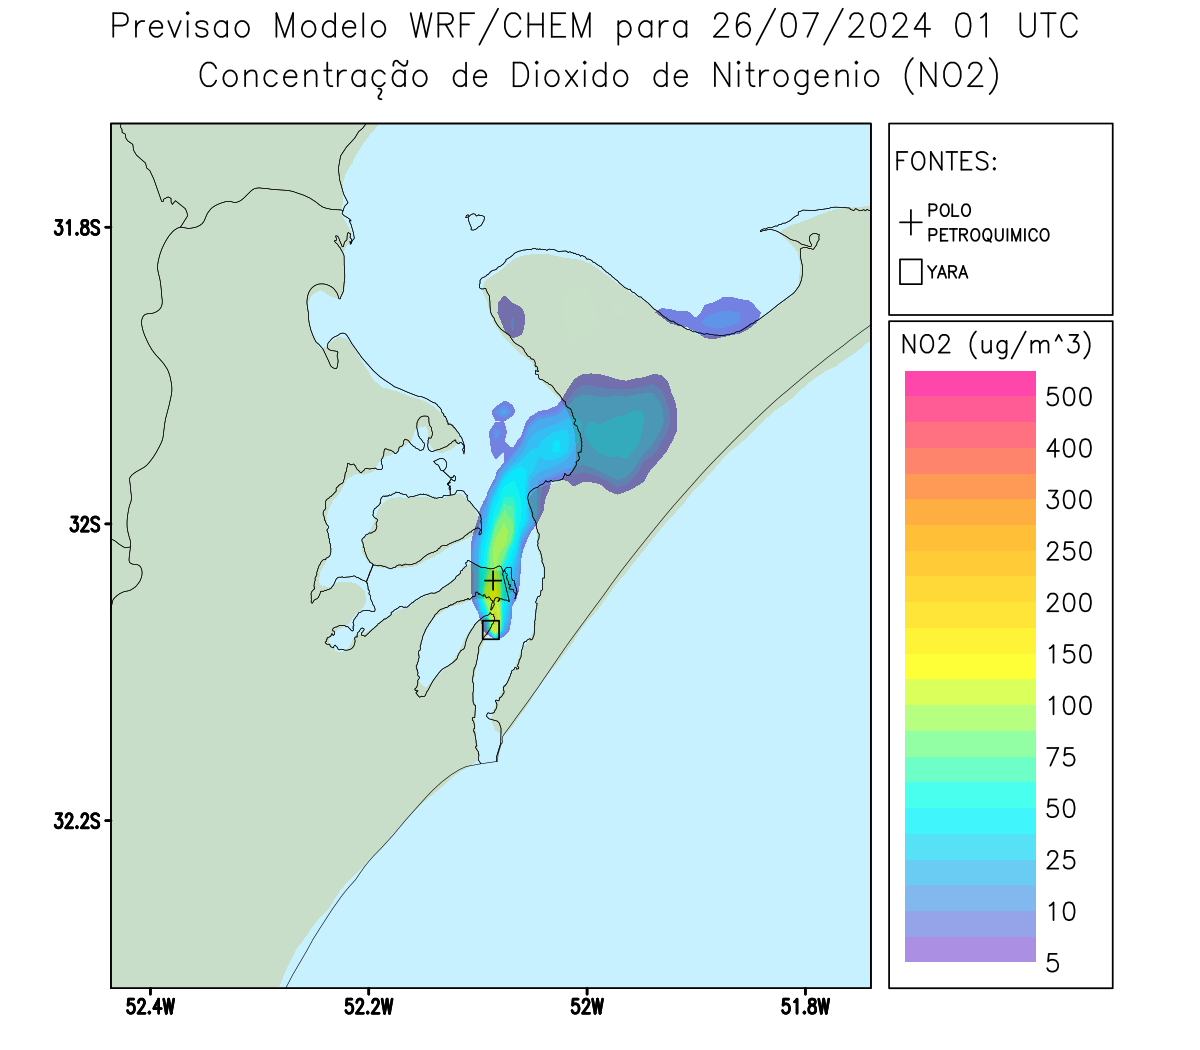 Previsao Modelo WRF/CHEM para 26/07/2024 01 UTC
Concentração de Dioxido de Nitrogenio (NO2)
FONTES:
POLO
PETROQUIMICO
YARA
31.8S
32S
32.2S
52.4W
52.2W
52W
51.8W
NO2 (ug/m^3)
500
400
300
250
200
150
100
75
50
25
10
5